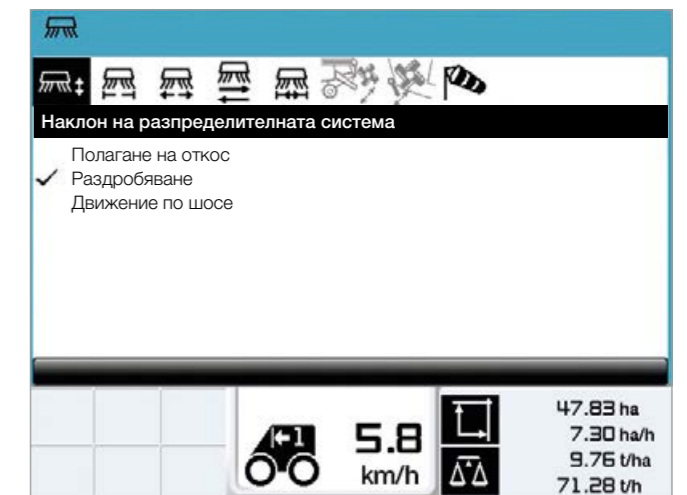 Наклон на разпределителната система
Полагане на откос
Раздробяване
Движение по шосе
1
5.8
km/h
47.83 ha
7.30 ha/h
9.76 t/ha
71.28 t/h